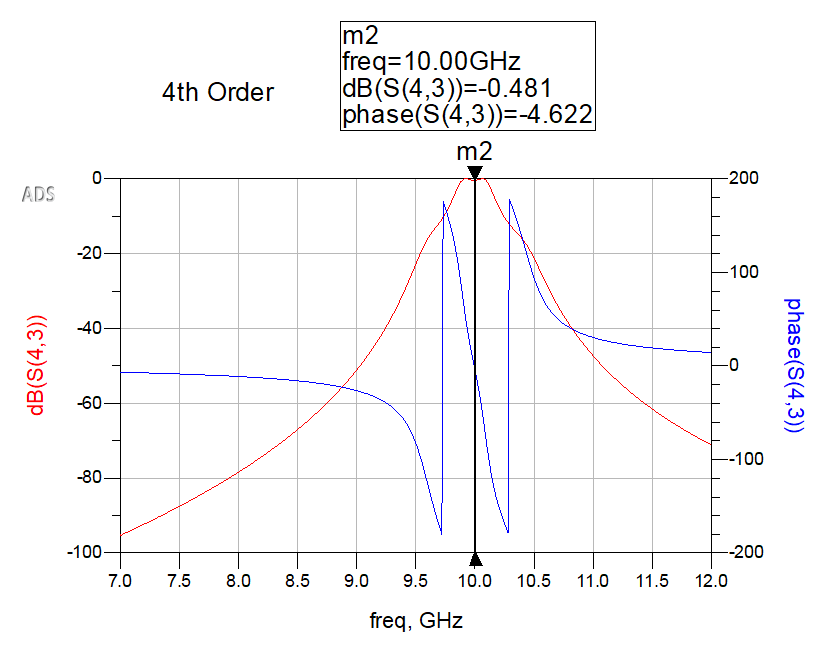 m2
freq=10.00GHz
dB(S(4,3))=-0.481
phase(S(4,3))=-4.622
4th Order
m2
ADS
0
-20
-40
-60
-80
-100
200
100
0
-100
-200
dB(S(4,3))
phase(S(4,3))
7.0 7.5 8.0 8.5 9.0 9.5 10.0 10.5 11.0 11.5 12.0
freq, GHz